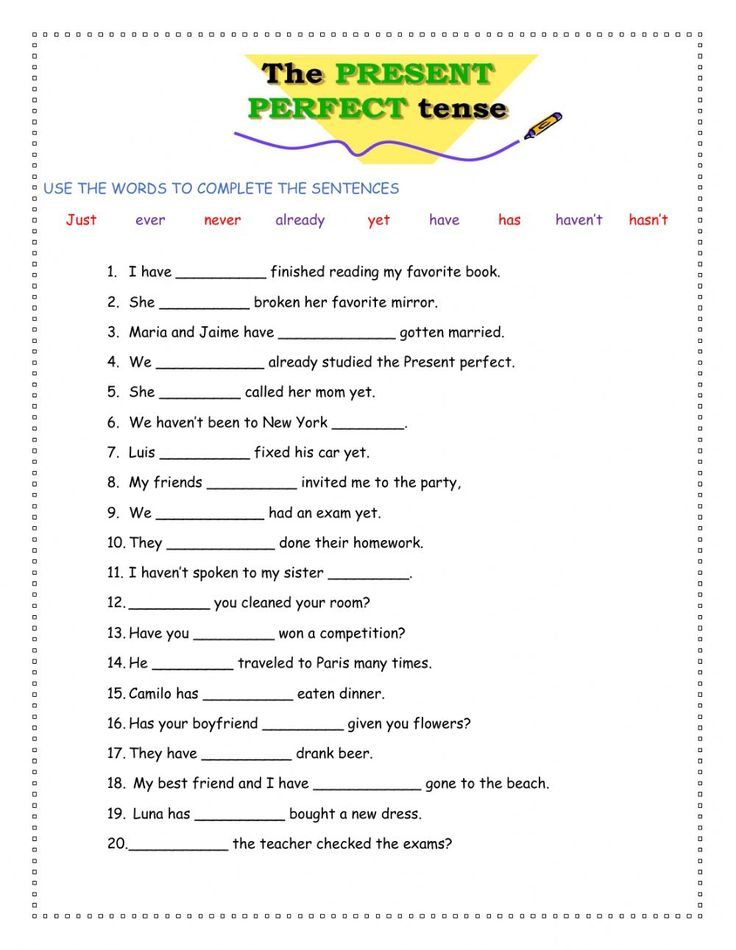 The PRESENT
PERFECT tense
USE THE WORDS TO COMPLETE THE SENTENCES
Just ever never already yet have has haven't hasn't
1. I have __________ finished reading my favorite book.
2. She __________ broken her favorite mirror.
3. Maria and Jaime have _____________ gotten married.
4. We ____________ already studied the Present perfect.
5. She _________ called her mom yet.
6. We haven't been to New York ________.
7. Luis __________ fixed his car yet.
8. My friends __________ invited me to the party,
9. We ____________ had an exam yet.
10. They ____________ done their homework.
11. I haven't spoken to my sister _________.
12. _________ you cleaned your room?
13. Have you _________ won a competition?
14. He _________ traveled to Paris many times.
15. Camilo has __________ eaten dinner.
16. Has your boyfriend _________ given you flowers?
17. They have __________ drank beer.
18. My best friend and I have ____________ gone to the beach.
19. Luna has __________ bought a new dress.
20.___________ the teacher checked the exams?